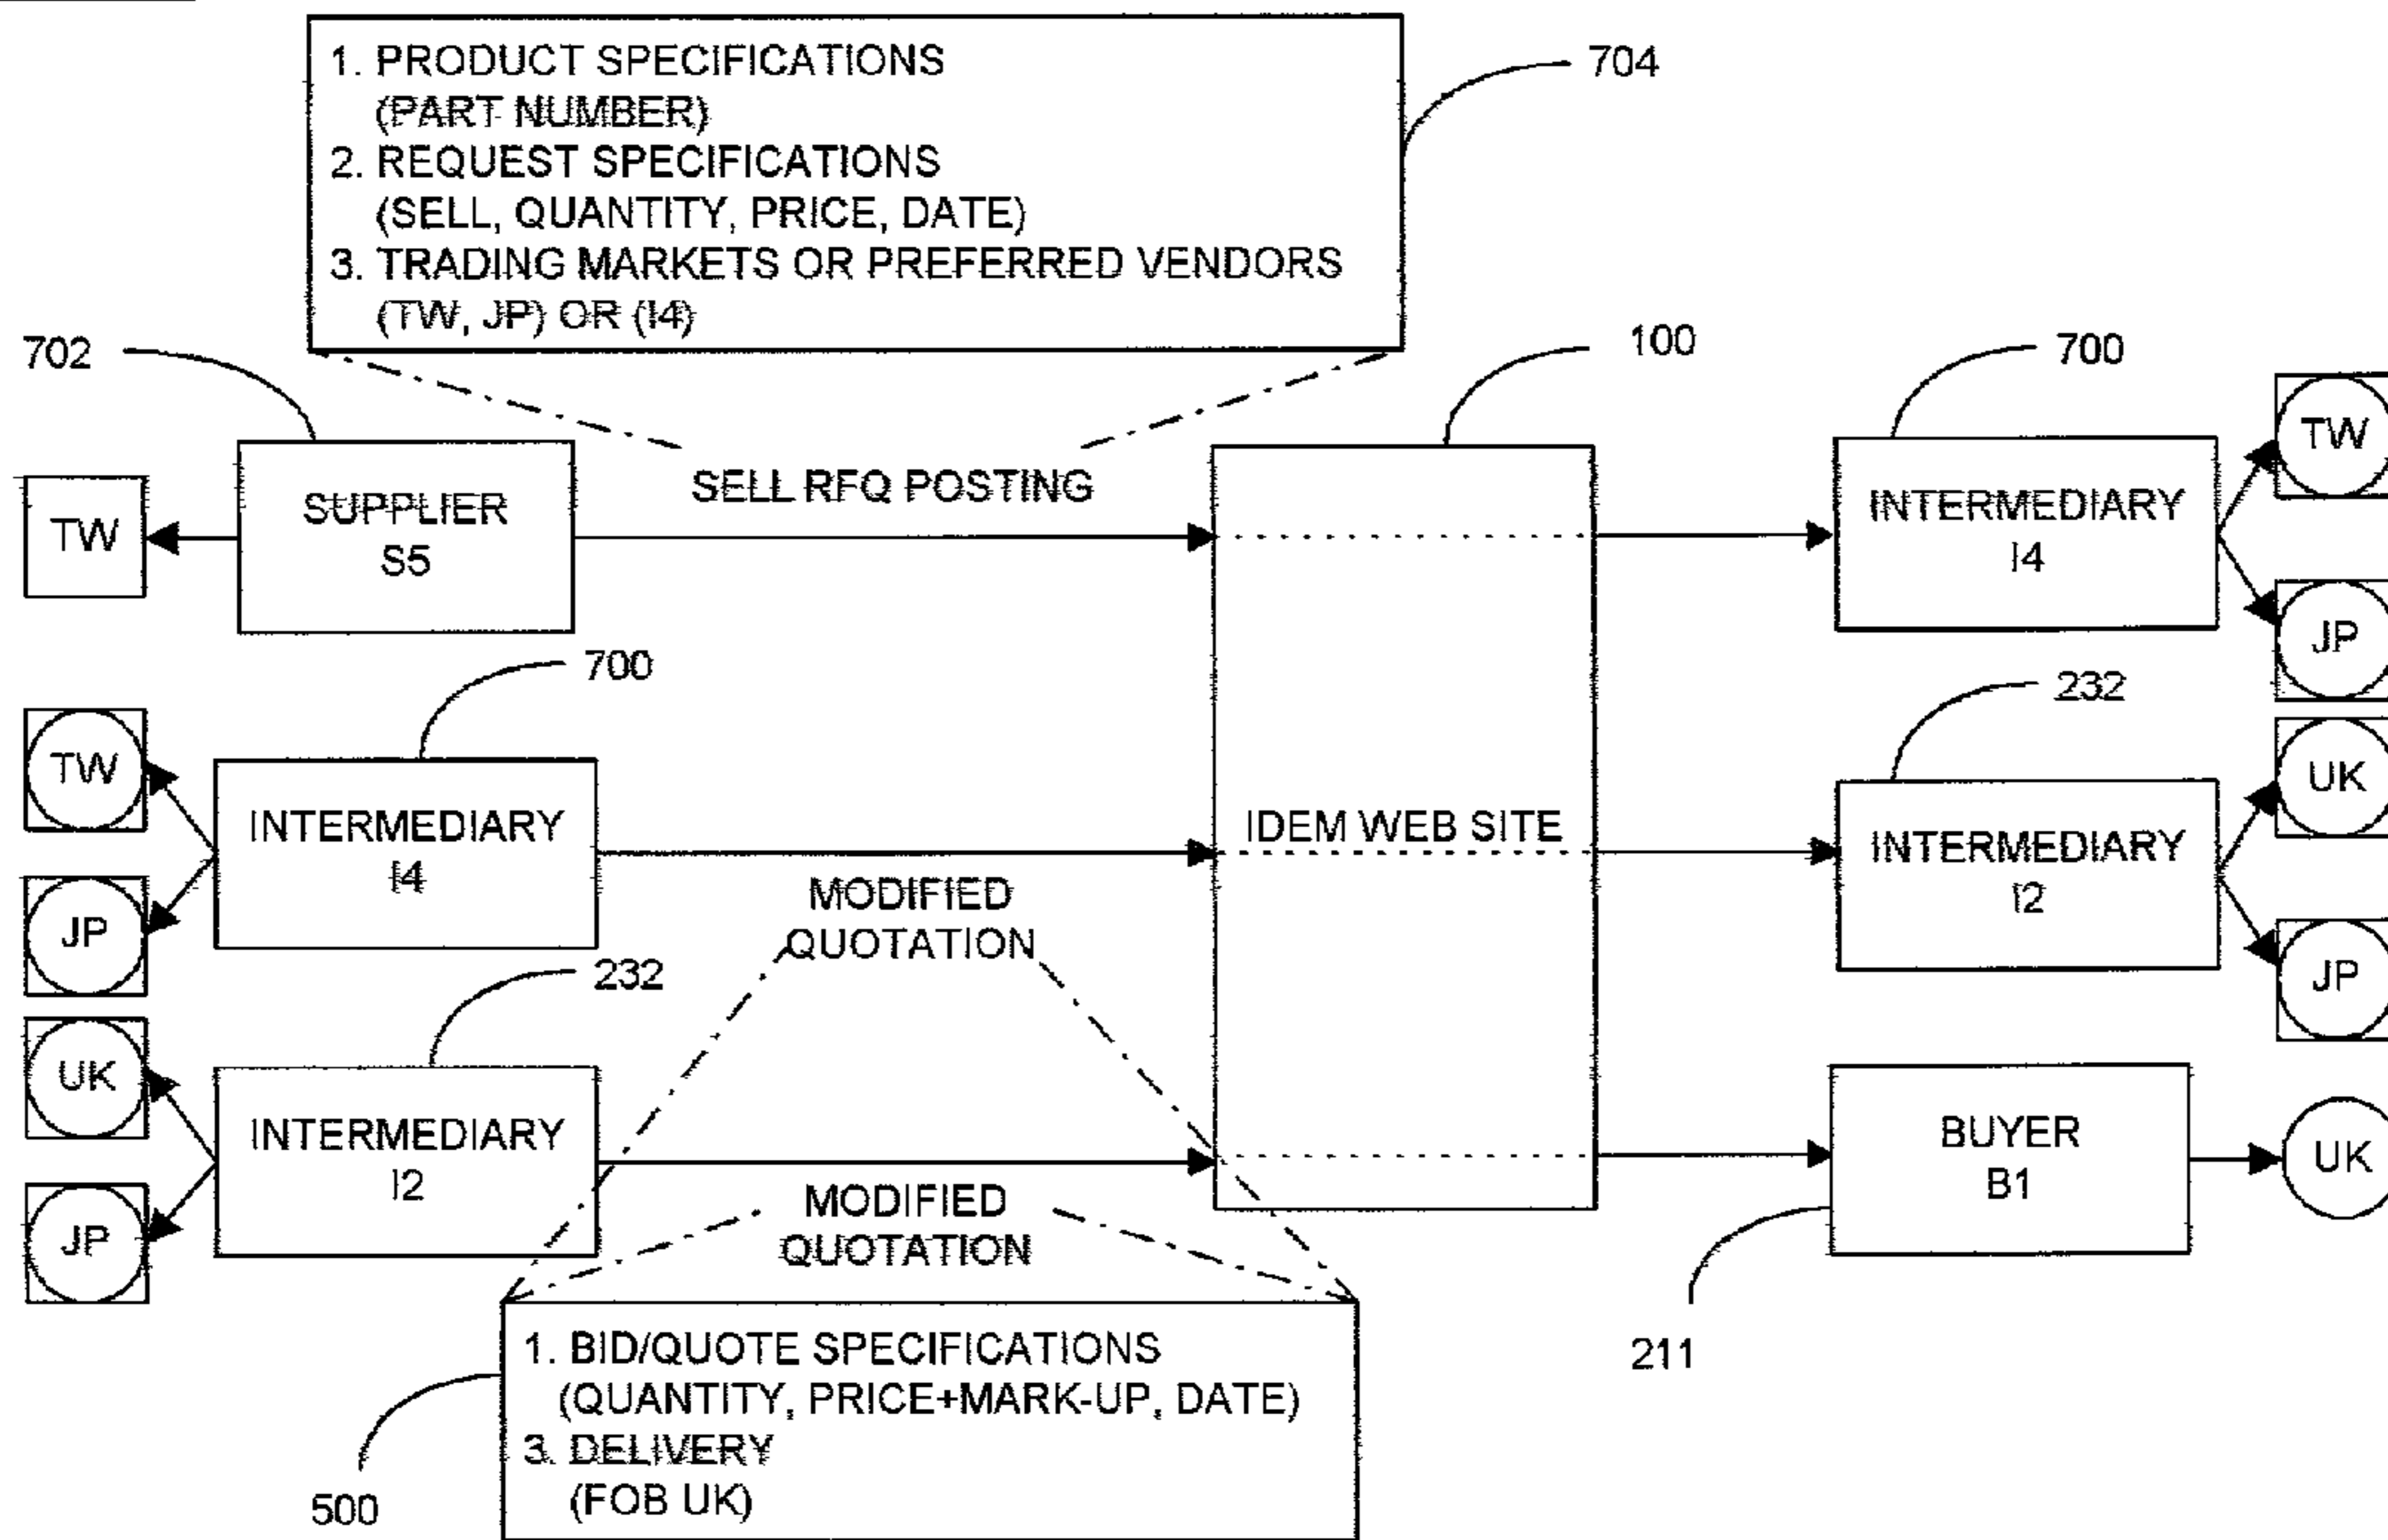 1. PRODUCT SPECIFICATIONS
(PART NUMBER)
2. REQUEST SPECIFICATIONS
(SELL, QUANTITY, PRICE, DATE)
3. TRADING MARKETS OR PREFERRED VENDORS
(TW, JP) OR (I4)
704
702
100
700
TW
SUPPLIER
S5
SELL RFQ POSTING
INTERMEDIARY
I4
TW
JP
700
232
TW
JP
INTERMEDIARY
I4
MODIFIED
QUOTATION
IDEM WEB SITE
INTERMEDIARY
I2
UK
JP
232
UK
JP
INTERMEDIARY
I2
MODIFIED
QUOTATION
BUYER
B1
UK
211
1. BID/QUOTE SPECIFICATIONS
(QUANTITY, PRICE+MARK-UP, DATE)
3. DELIVERY
(FOB UK)
500